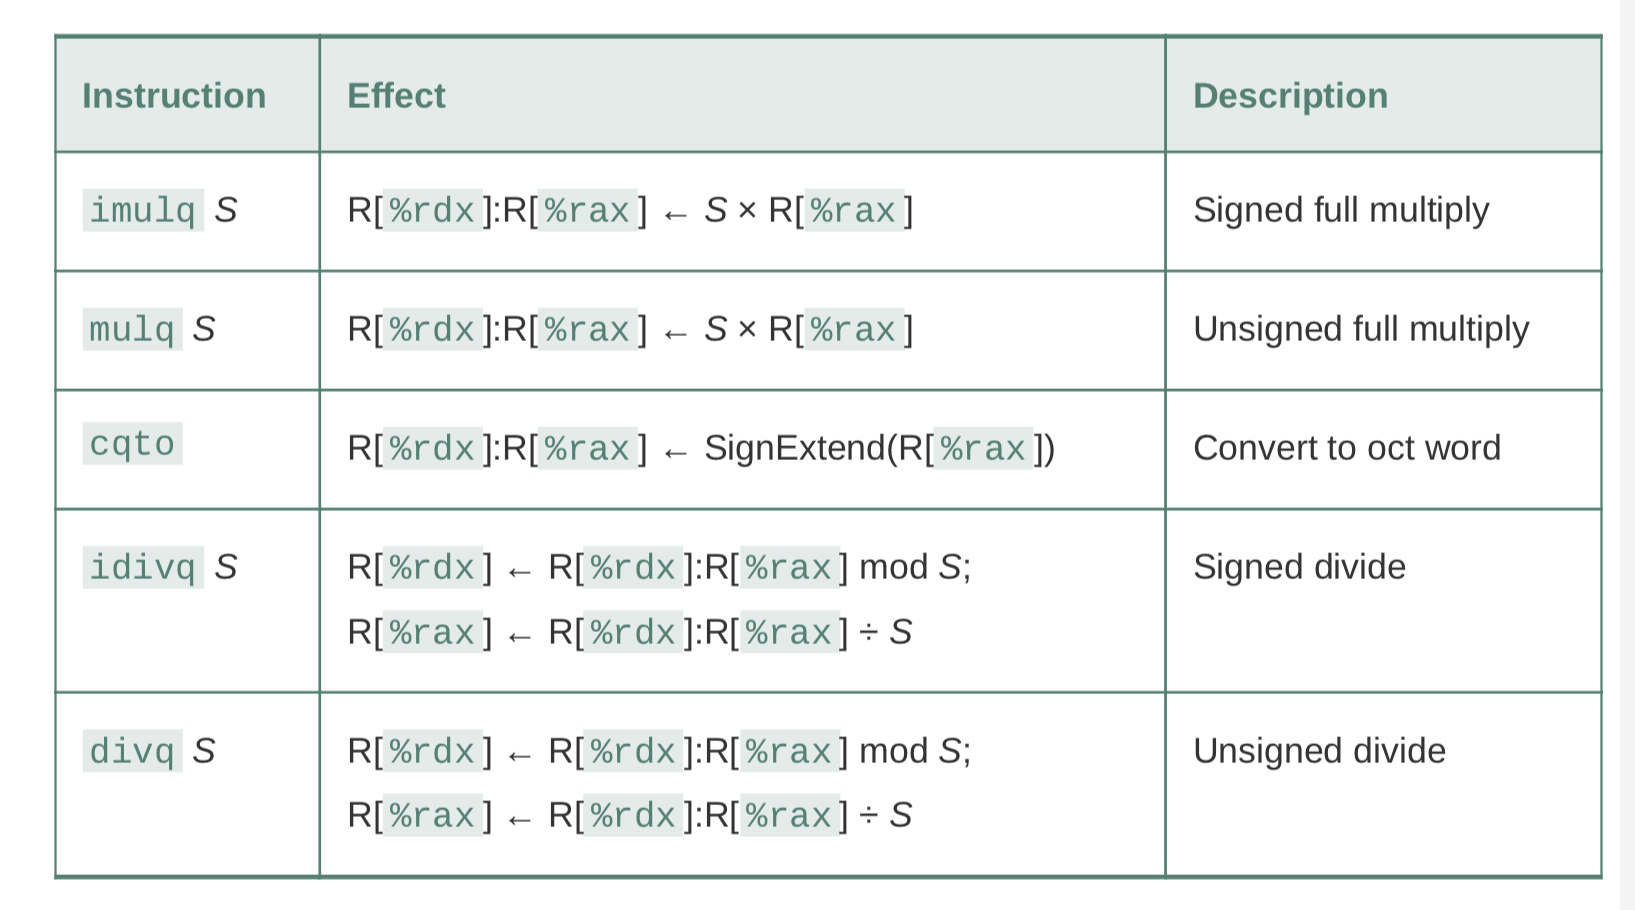 Instruction Effect Description
imulq S R[%rdx]:R[%rax] ← S × R[%rax] Signed full multiply
mulq S R[%rdx]:R[%rax] ← S × R[%rax] Unsigned full multiply
cqto R[%rdx]:R[%rax] ← SignExtend(R[%rax]) Convert to oct word
idivq S R[%rdx] ← R[%rdx]:R[%rax] mod S; Signed divide
R[%rax] ← R[%rdx]:R[%rax] ÷ S
divq S R[%rdx] ← R[%rdx]:R[%rax] mod S; Unsigned divide
R[%rax] ← R[%rdx]:R[%rax] ÷ S